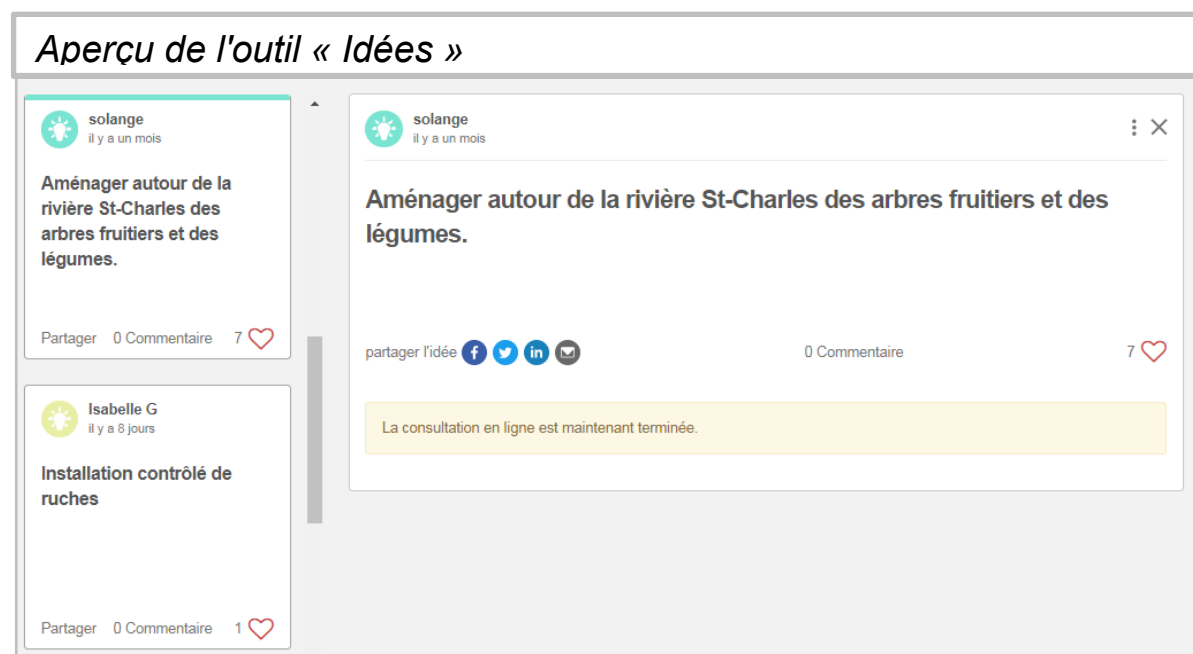 Aperçu de l'outil « Idées »
solange
il y a un mois
Aménager autour de la
rivière St-Charles des
arbres fruitiers et des
légumes.
Partager 0 Commentaire 7
Isabelle G
il y a 8 jours
Installation contrôlé de
ruches
Partager 0 Commentaire 1
solange
il y a un mois
Aménager autour de la rivière St-Charles des arbres fruitiers et des
légumes.
partager l'idée 0 Commentaire 7
La consultation en ligne est maintenant terminée.